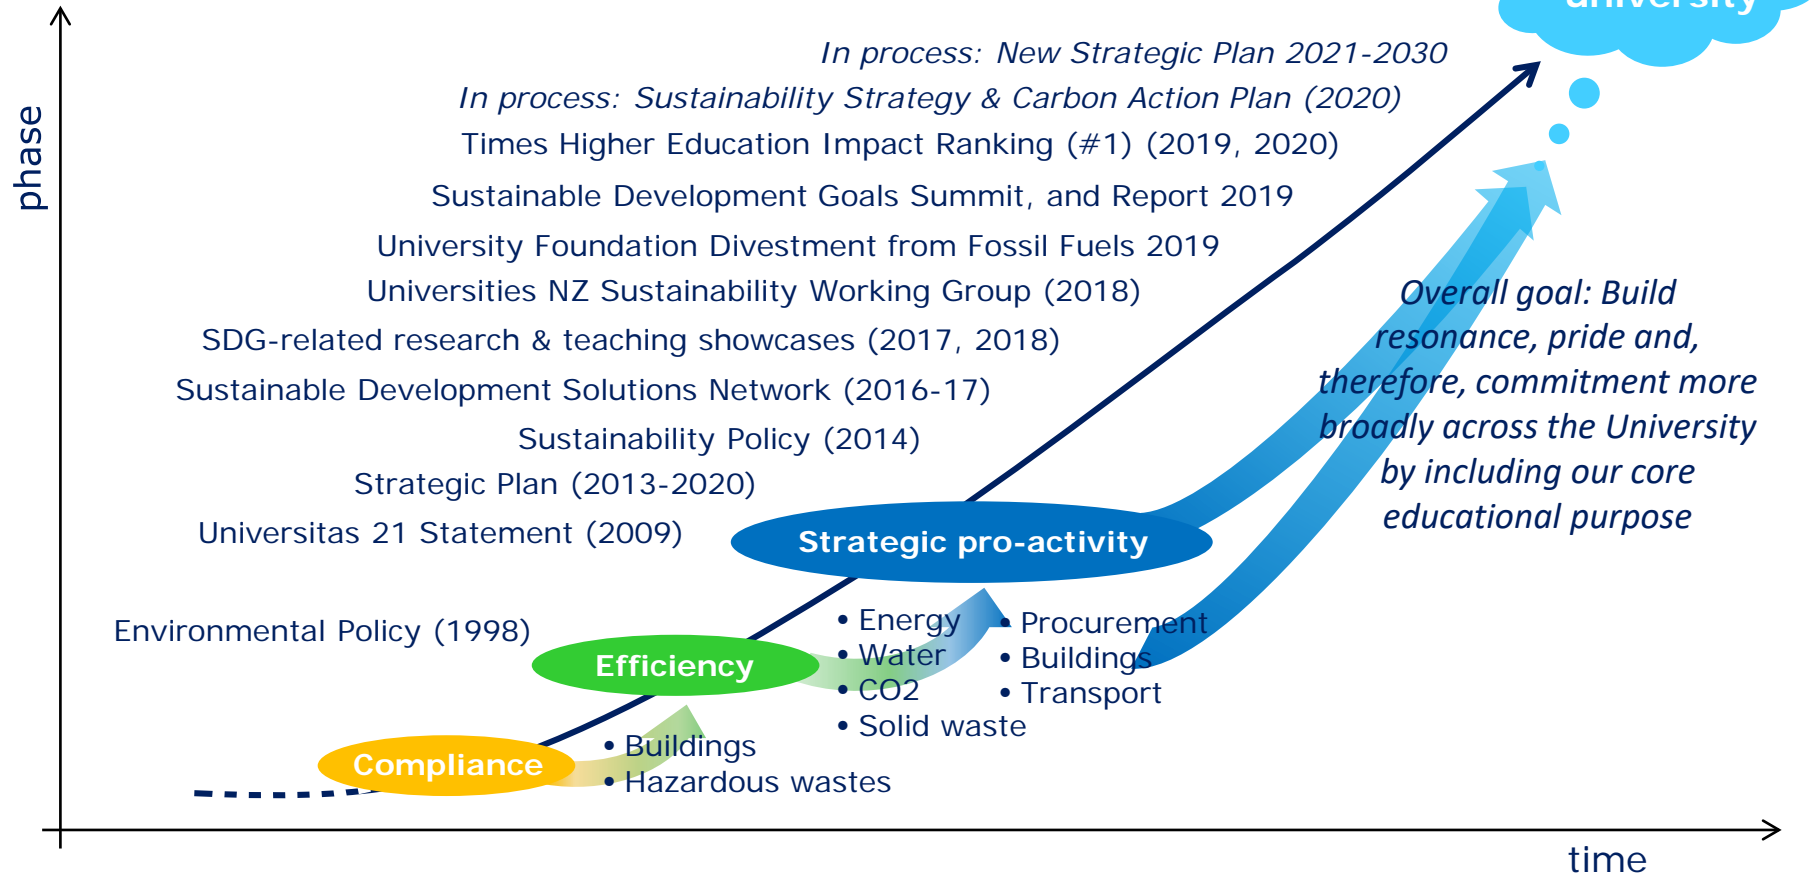 university
In process: New Strategic Plan 2021-2030
In process: Sustainability Strategy & Carbon Action Plan (2020)
Times Higher Education Impact Ranking (#1) (2019, 2020)
Sustainable Development Goals Summit, and Report 2019
University Foundation Divestment from Fossil Fuels 2019
Universities NZ Sustainability Working Group (2018)
SDG-related research & teaching showcases (2017, 2018)
Sustainable Development Solutions Network (2016-17)
Sustainability Policy (2014)
Strategic Plan (2013-2020)
Universitas 21 Statement (2009)
Environmental Policy (1998)
phase
Overall goal: Build
resonance, pride and,
therefore, commitment more
broadly across the University
by including our core
educational purpose
Strategic pro-activity
• Energy
• Water
• CO2
• Solid waste
• Procurement
• Buildings
• Transport
Efficiency
• Buildings
• Hazardous wastes
Compliance
time